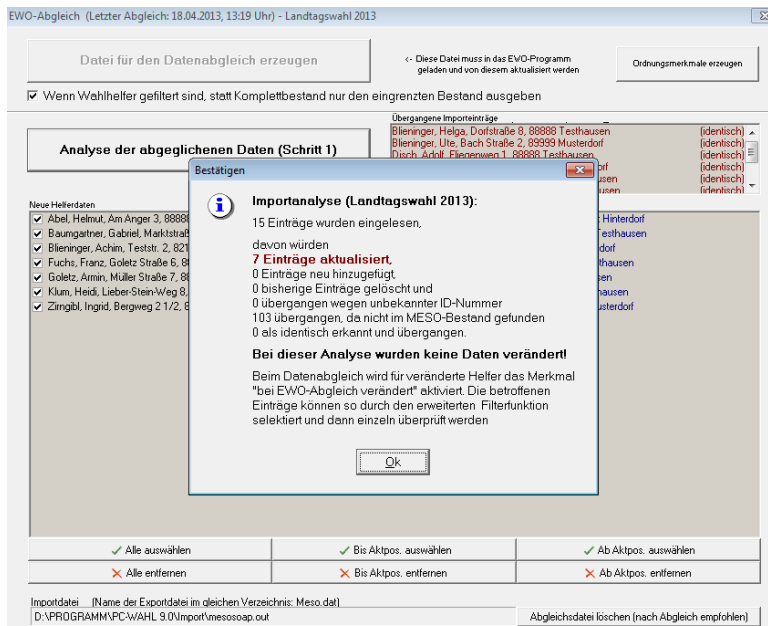 EWO-Abgleich (Letzter Abgleich: 18.04.2013, 13:19 Uhr) - Landtagswahl 2013
Datei für den Datenabgleich erzeugen
<- Diese Datei muss in das EWO-Programm
geladen und von diesem aktualisiert werden
Ordnungsmerkmale erzeugen
Wenn Wahlhelfer gefiltert sind, statt Komplettbestand nur den eingrenzten Bestand ausgeben
Analyse der abgeglichenen Daten (Schritt 1)
Übergangene Importeinträge
Blieninger, Helga, Dorfstraße 8, 88888 Testhausen (identisch)
Blieninger, Ute, Bach Straße 2, 89999 Musterdorf (identisch)
Disch, Adolf, Fliegenweg 1, 88888 Testhausen (identisch)
(identisch)
(identisch)
(identisch)
Neue Helferdaten
Abel, Helmut, Am Anger 3, 8888
Baumgartner, Gabriel, Marktstraß
Blieninger, Achim, Teststr. 2, 821
Fuchs, Franz, Goletz Straße 6, 8
Goletz, Armin, Müller Straße 7, 8
Klum, Heidi, Lieber-Stein-Weg 8,
Zirngibl, Ingrid, Bergweg 2 1/2, 8
Hinterdorf
Bestätigen
Importanalyse (Landtagswahl 2013):
15 Einträge wurden eingelesen,
davon würden
7 Einträge aktualisiert,
0 Einträge neu hinzugefügt,
0 bisherige Einträge gelöscht und
0 übergangen wegen unbekannter ID-Nummer
103 übergangen, da nicht im MESO-Bestand gefunden
0 als identisch erkannt und übergangen.
Bei dieser Analyse wurden keine Daten verändert!
Beim Datenabgleich wird für veränderte Helfer das Merkmal
"bei EWO-Abgleich verändert" aktiviert. Die betroffenen
Einträge können so durch den erweiterten Filterfunktion
selektiert und dann einzeln überprüft werden
Ok
Alle auswählen
Bis Aktpos. auswählen
Ab Aktpos. auswählen
Alle entfernen
Bis Aktpos. entfernen
Ab Aktpos. entfernen
Importdatei (Name der Exportdatei im gleichen Verzeichnis: Meso.dat)
D:\PROGRAMM\PC-WAHL 9.0\Import\mesosoap.out
Abgleichsdatei löschen (nach Abgleich empfohlen)